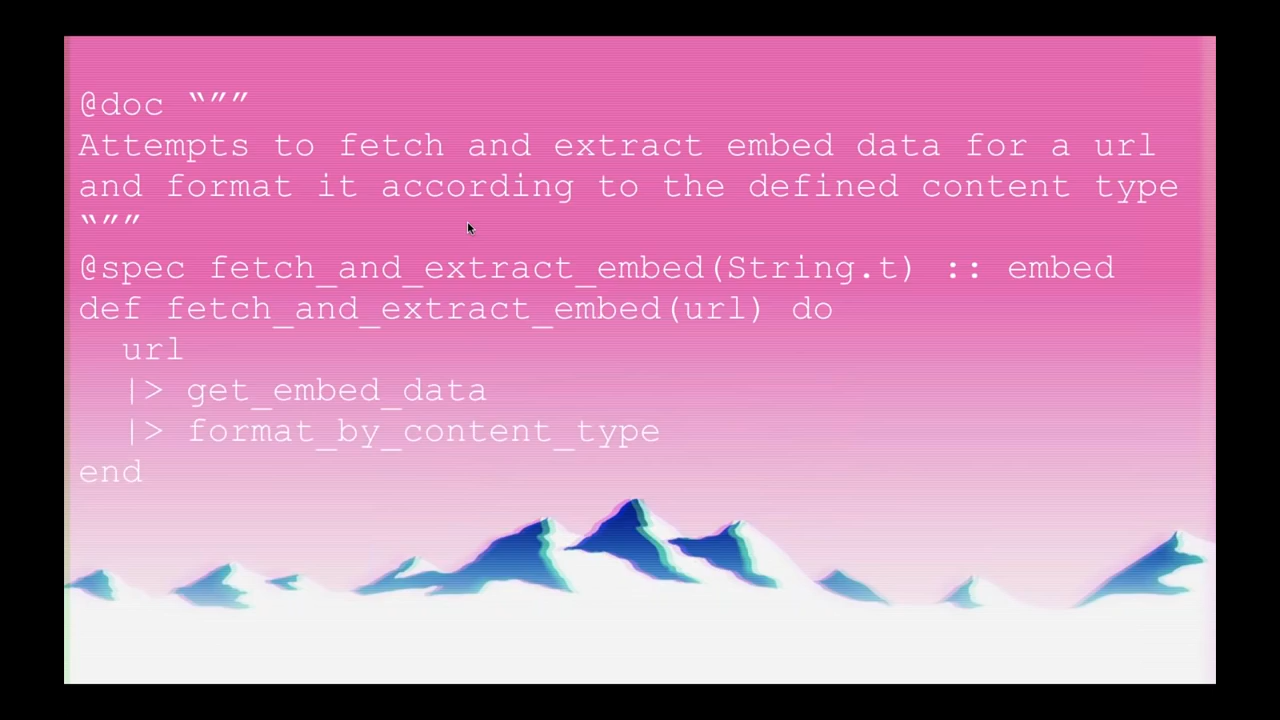 @doc “””
Attempts to fetch and extract embed data for a url
and format it according to the defined content type
“””
@spec fetch_and_extract_embed(String.t) :: embed
def fetch_and_extract_embed(url) do
  url
  |> get_embed_data
  |> format_by_content_type
end